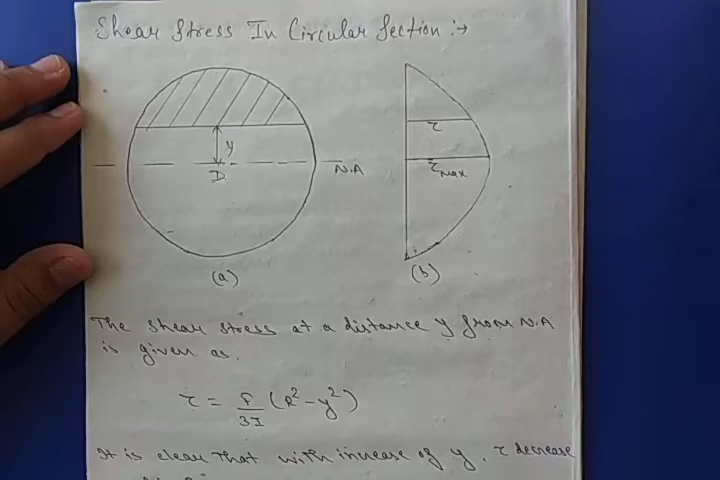 Shear Stress In Circular Section :→
y
D
N.A
τ
τmax
(a)
(b)
The shear stress at a distance y from N.A
is given as.
τ = F/3I (R² - y²)
It is clear that with increase of y, τ decrease